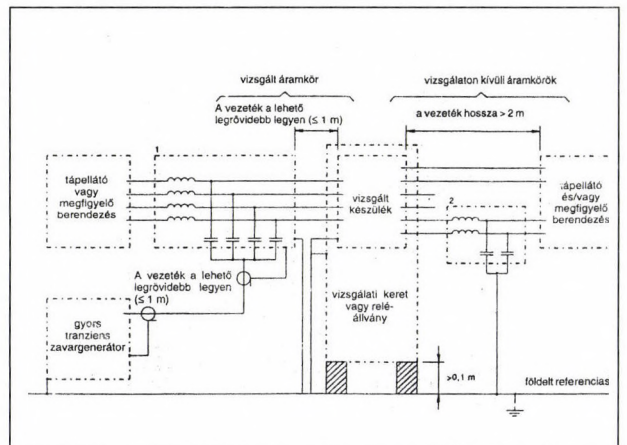 vizsgált áramkör
vizsgálaton kívüli áramkörök
A vezeték a lehető
legrövidebb legyen (≤ 1 m)
a vezeték hossza > 2 m
1
tápellátó
vagy
megfigyelő
berendezés
vizsgált
készülék
2
tápellátó
és/vagy
megfigyelő
berendezés
A vezeték a lehető
legrövidebb legyen
(≤ 1 m)
gyors
tranziens
zavargenerátor
vizsgálati keret
vagy relé-
állvány
>0,1 m
földelt referencias